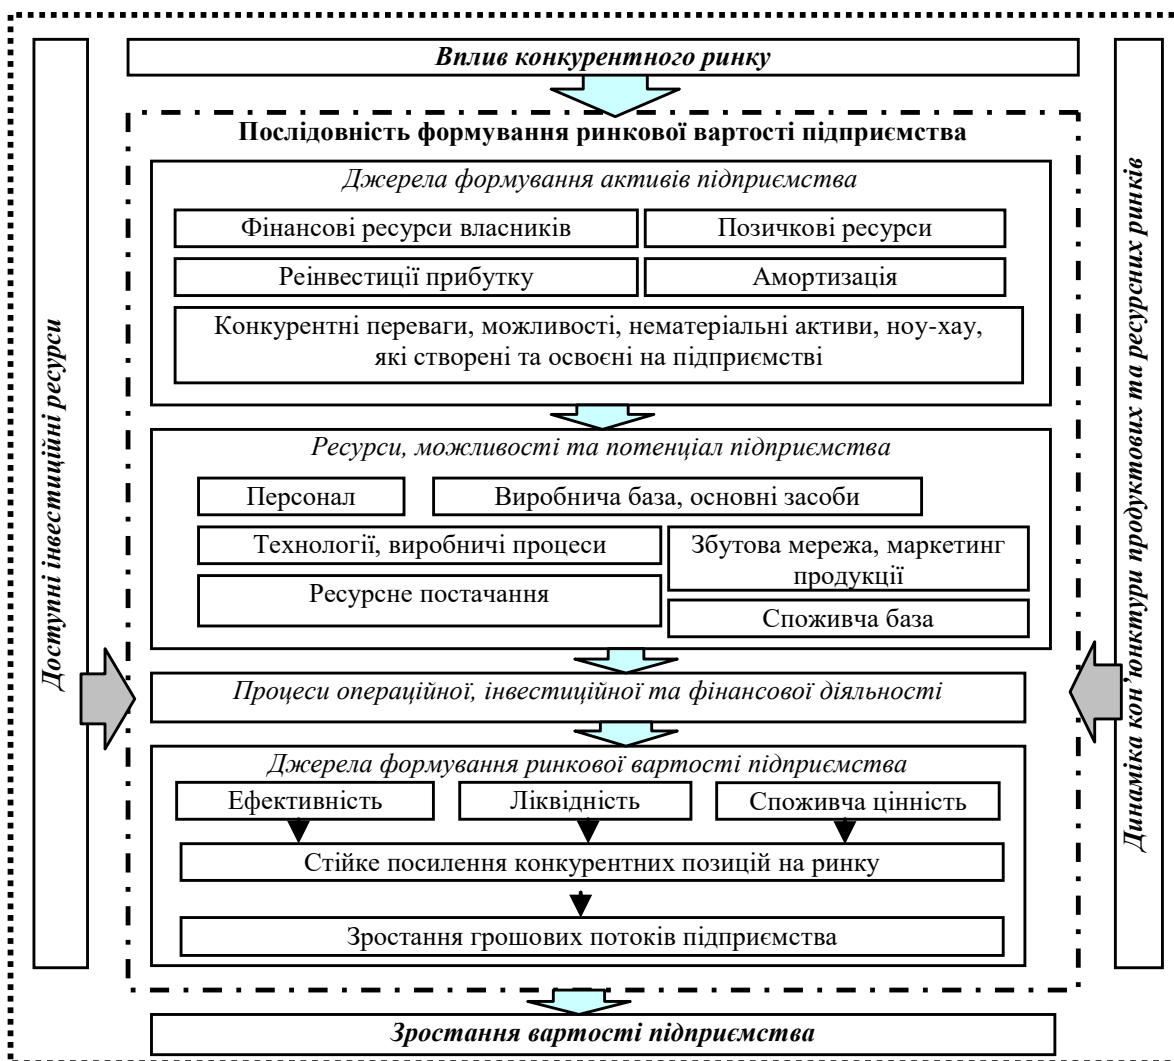 Вплив конкурентного ринку
Доступні інвестиційні ресурси
Динаміка кон’юнктури продуктових та ресурсних ринків
Послідовність формування ринкової вартості підприємства
Джерела формування активів підприємства
Фінансові ресурси власників
Позичкові ресурси
Реінвестиції прибутку
Амортизація
Конкурентні переваги, можливості, нематеріальні активи, ноу-хау,
які створені та освоєні на підприємстві
Ресурси, можливості та потенціал підприємства
Персонал
Виробнича база, основні засоби
Технології, виробничі процеси
Збутова мережа, маркетинг
продукції
Ресурсне постачання
Споживча база
Процеси операційної, інвестиційної та фінансової діяльності
Джерела формування ринкової вартості підприємства
Ефективність
Ліквідність
Споживча цінність
Стійке посилення конкурентних позицій на ринку
Зростання грошових потоків підприємства
Зростання вартості підприємства